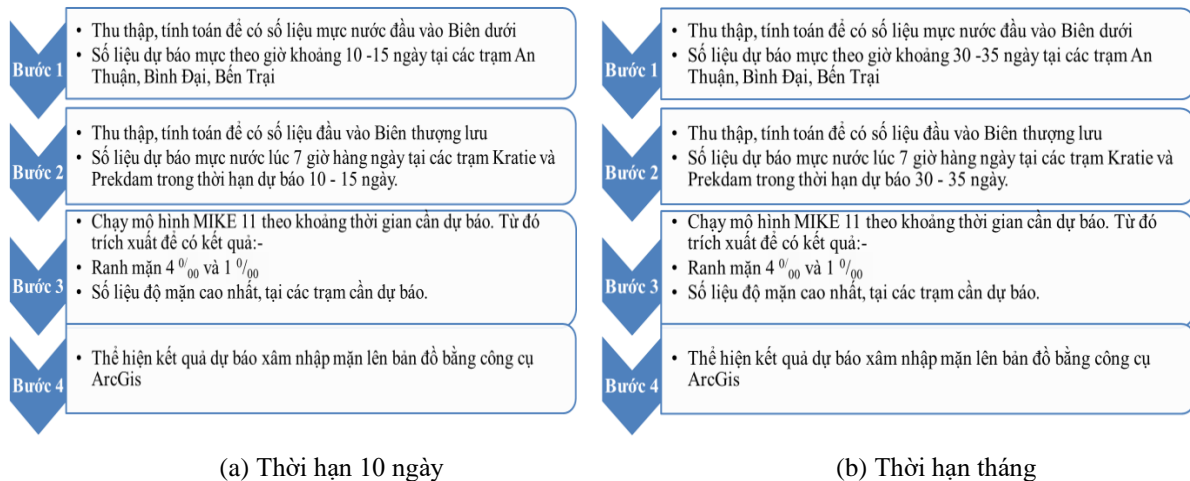 Bước 1
• Thu thập, tính toán để có số liệu mực nước đầu vào Biên dưới
• Số liệu dự báo mực theo giờ khoảng 10 -15 ngày tại các trạm An
Thuận, Bình Đại, Bến Trại
Bước 2
• Thu thập, tính toán để có số liệu đầu vào Biên thượng lưu
• Số liệu dự báo mực nước lúc 7 giờ hàng ngày tại các trạm Kratie và
Prekdam trong thời hạn dự báo 10 - 15 ngày.
Bước 3
• Chạy mô hình MIKE 11 theo khoảng thời gian cần dự báo. Từ đó
trích xuất để có kết quả:-
• Ranh mặn 4 ⁰/₀₀ và 1 ⁰/₀₀
• Số liệu độ mặn cao nhất, tại các trạm cần dự báo.
Bước 4
• Thể hiện kết quả dự báo xâm nhập mặn lên bản đồ bằng công cụ
ArcGis
(a) Thời hạn 10 ngày
Bước 1
• Thu thập, tính toán để có số liệu mực nước đầu vào Biên dưới
• Số liệu dự báo mực theo giờ khoảng 30 -35 ngày tại các trạm An
Thuận, Bình Đại, Bến Trại
Bước 2
• Thu thập, tính toán để có số liệu đầu vào Biên thượng lưu
• Số liệu dự báo mực nước lúc 7 giờ hàng ngày tại các trạm Kratie và
Prekdam trong thời hạn dự báo 30 - 35 ngày.
Bước 3
• Chạy mô hình MIKE 11 theo khoảng thời gian cần dự báo. Từ đó
trích xuất để có kết quả:-
• Ranh mặn 4 ⁰/₀₀ và 1 ⁰/₀₀
• Số liệu độ mặn cao nhất, tại các trạm cần dự báo.
Bước 4
• Thể hiện kết quả dự báo xâm nhập mặn lên bản đồ bằng công cụ
ArcGis
(b) Thời hạn tháng